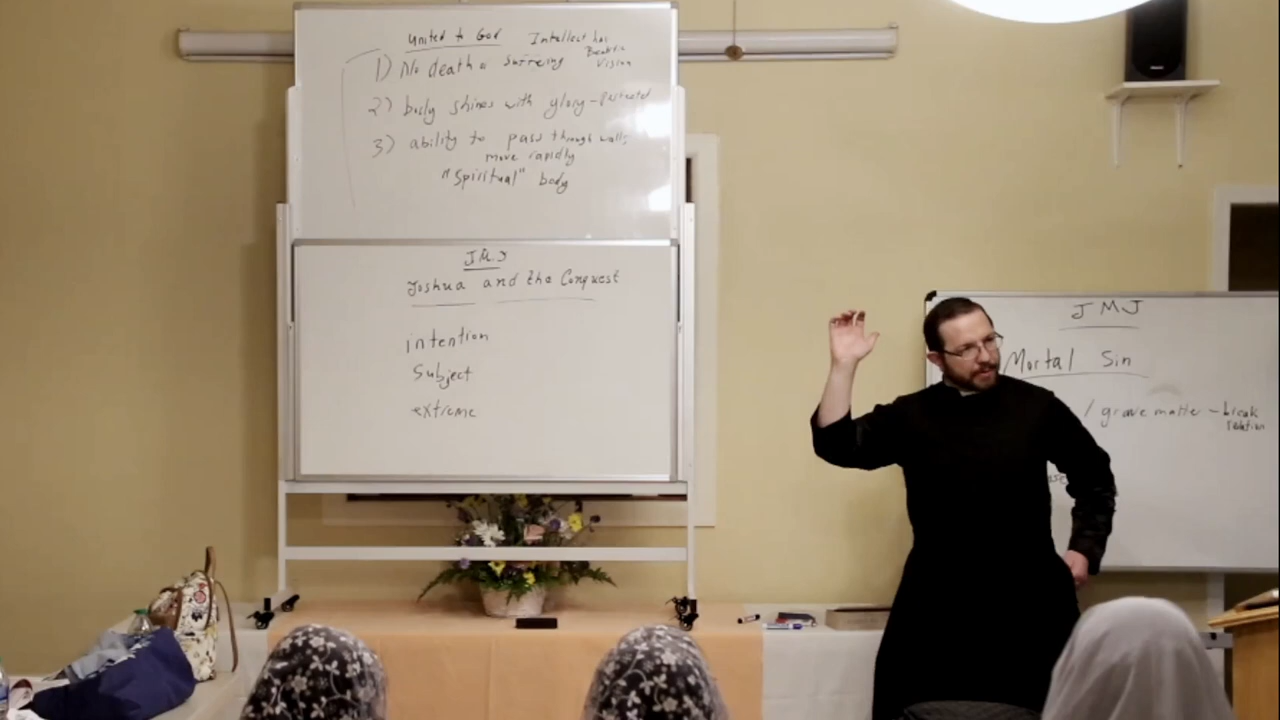 united to God Intellect has
Beatific
Vision
1) No death or suffering
2) body shines with glory -
3) ability to pass through walls
move rapidly
"Spiritual" body
JMJ
Joshua and the Conquest
intention
Subject
extreme
JMJ
Mortal Sin
/ grave matter - break
relation